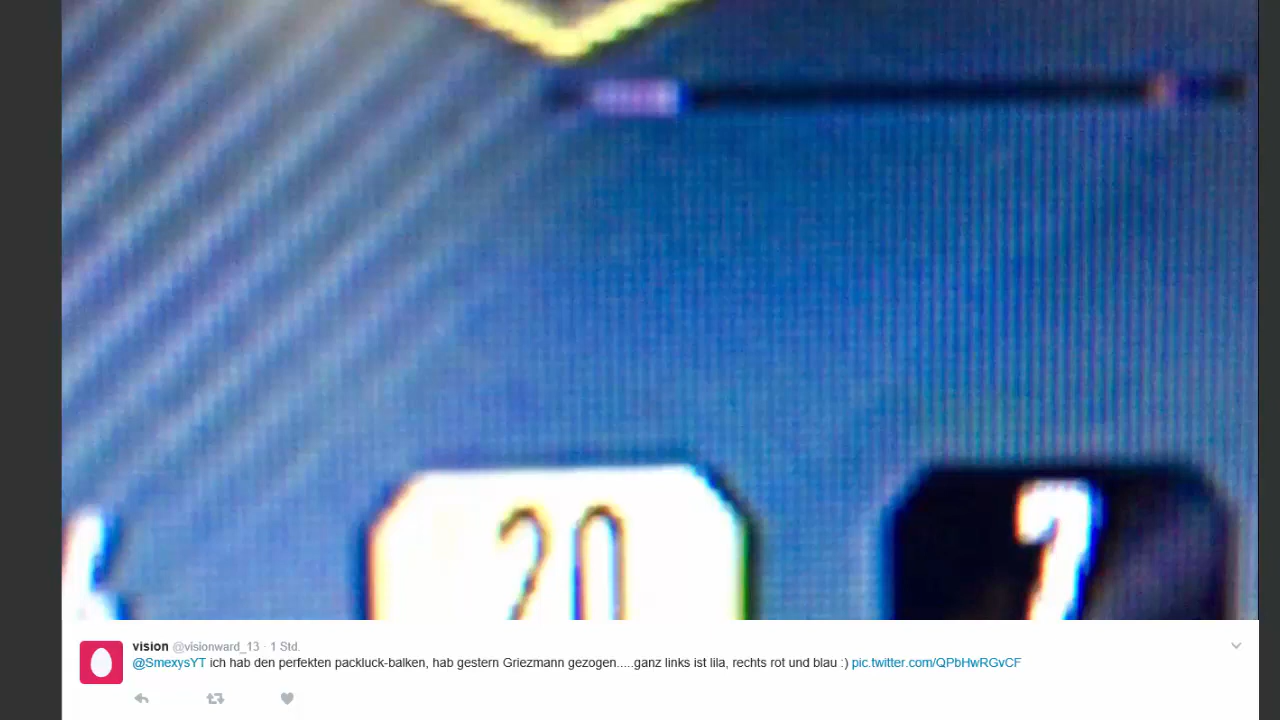 20
7
vision @visionward_13 · 1 Std.
@SmexysYT ich hab den perfekten packluck-balken, hab gestern Griezmann gezogen.....ganz links ist lila, rechts rot und blau :) pic.twitter.com/QPbHwRGvCF